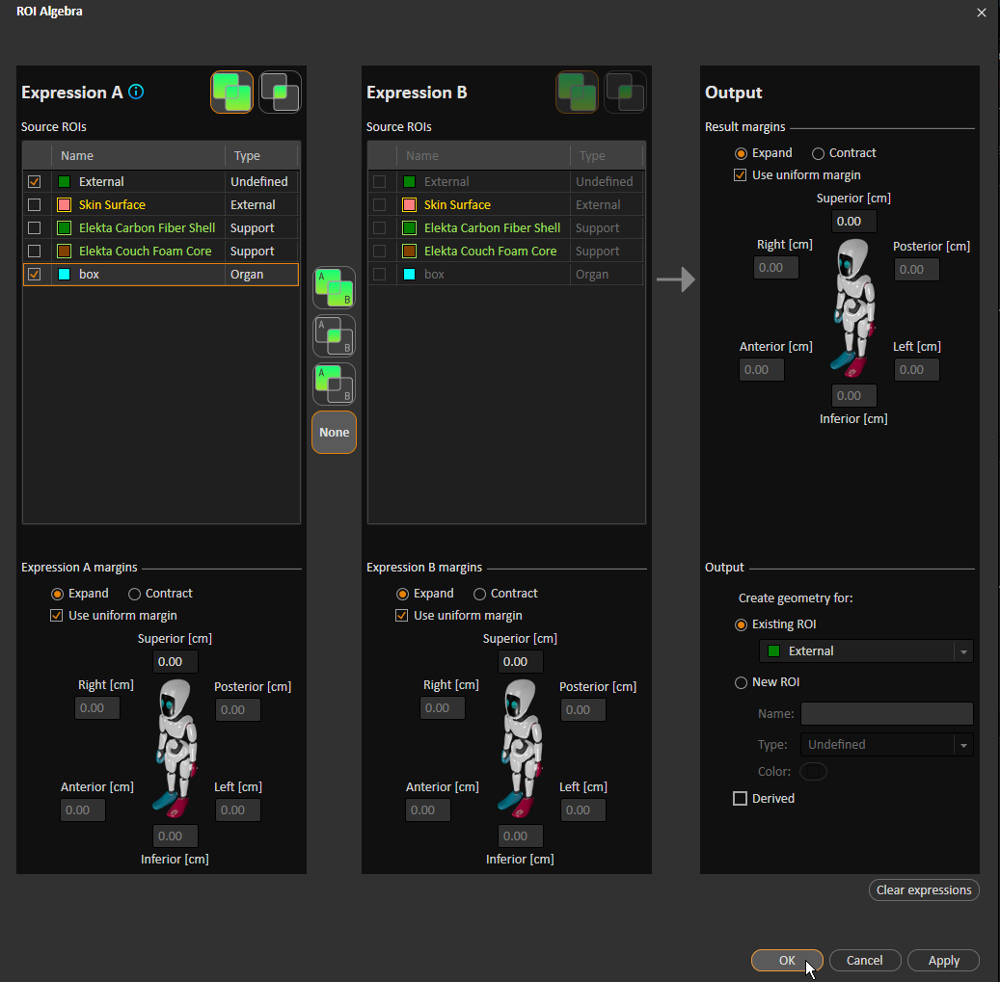 ROI Algebra
Expression A
Source ROIs
Name Type
External Undefined
Skin Surface External
Elekta Carbon Fiber Shell Support
Elekta Couch Foam Core Support
box Organ
Expression A margins
Expand Contract
Use uniform margin
Superior [cm]
0.00
Right [cm] Posterior [cm]
0.00 0.00
Anterior [cm] Left [cm]
0.00 0.00
0.00
Inferior [cm]
A
B
A
B
A
B
None
Expression B
Source ROIs
Name Type
External Undefined
Skin Surface External
Elekta Carbon Fiber Shell Support
Elekta Couch Foam Core Support
box Organ
Expression B margins
Expand Contract
Use uniform margin
Superior [cm]
0.00
Right [cm] Posterior [cm]
0.00 0.00
Anterior [cm] Left [cm]
0.00 0.00
0.00
Inferior [cm]
Output
Result margins
Expand Contract
Use uniform margin
Superior [cm]
0.00
Right [cm] Posterior [cm]
0.00 0.00
Anterior [cm] Left [cm]
0.00 0.00
0.00
Inferior [cm]
Output
Create geometry for:
Existing ROI
External
New ROI
Name:
Type: Undefined
Color:
Derived
Clear expressions
OK Cancel Apply